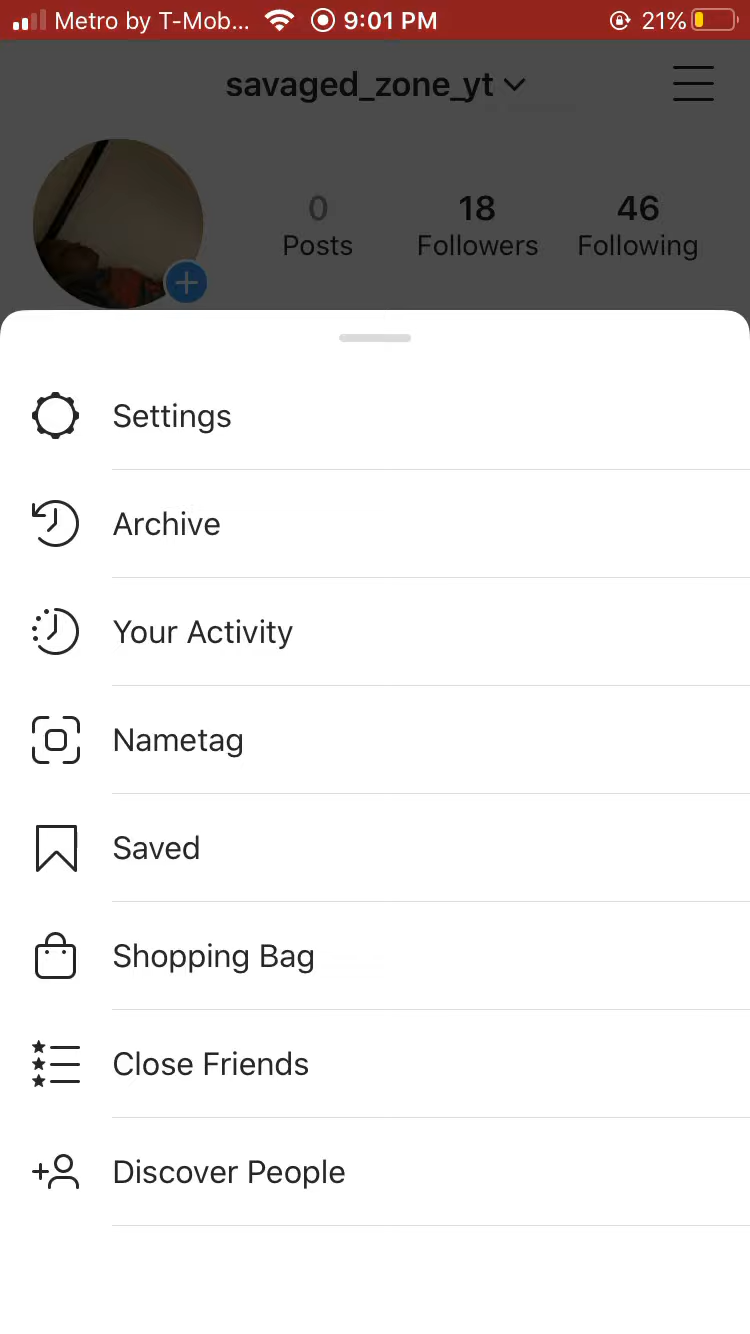 Metro by T-Mob... 9:01 PM 21%
savaged_zone_yt
0 18 46
Posts Followers Following
Settings
Archive
Your Activity
Nametag
Saved
Shopping Bag
Close Friends
Discover People